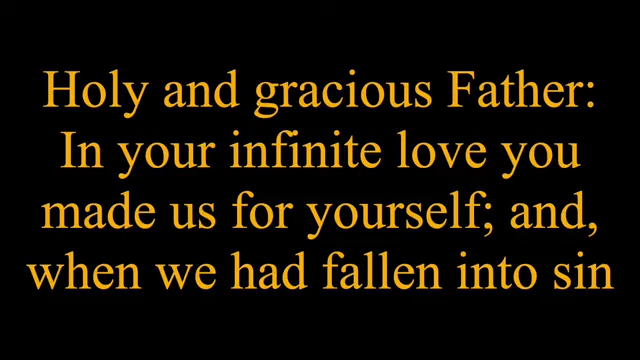 Holy and gracious Father:
In your infinite love you
made us for yourself; and,
when we had fallen into sin